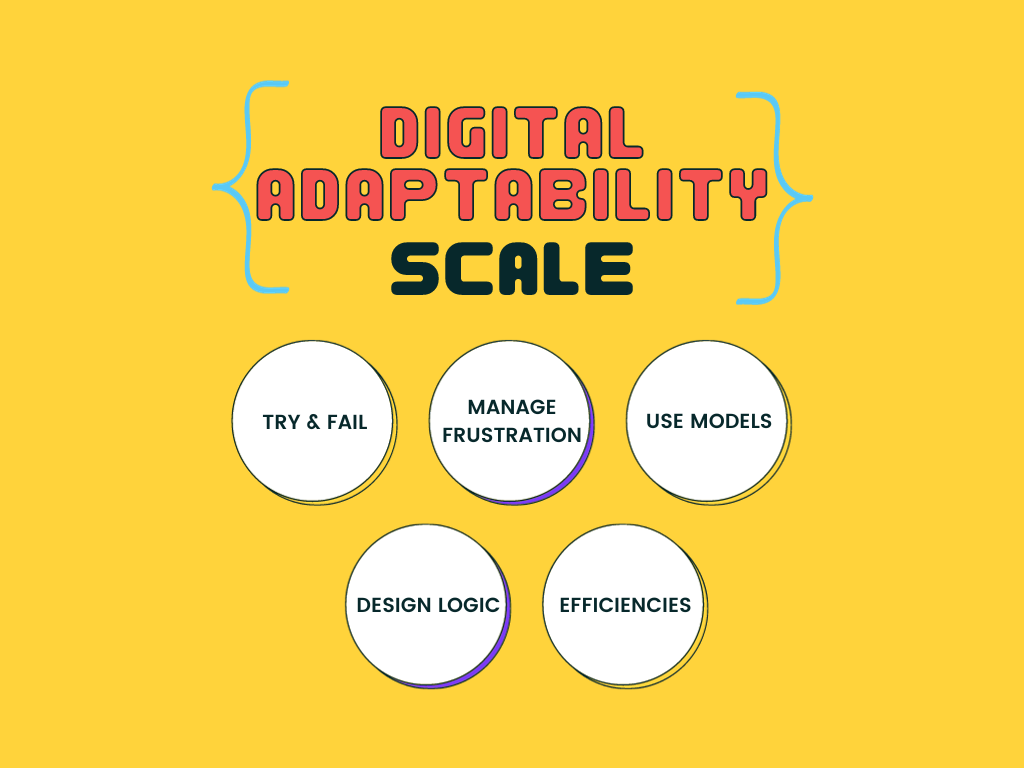 DIGITAL
ADAPTABILITY
SCALE
TRY & FAIL
MANAGE
FRUSTRATION
USE MODELS
DESIGN LOGIC
EFFICIENCIES